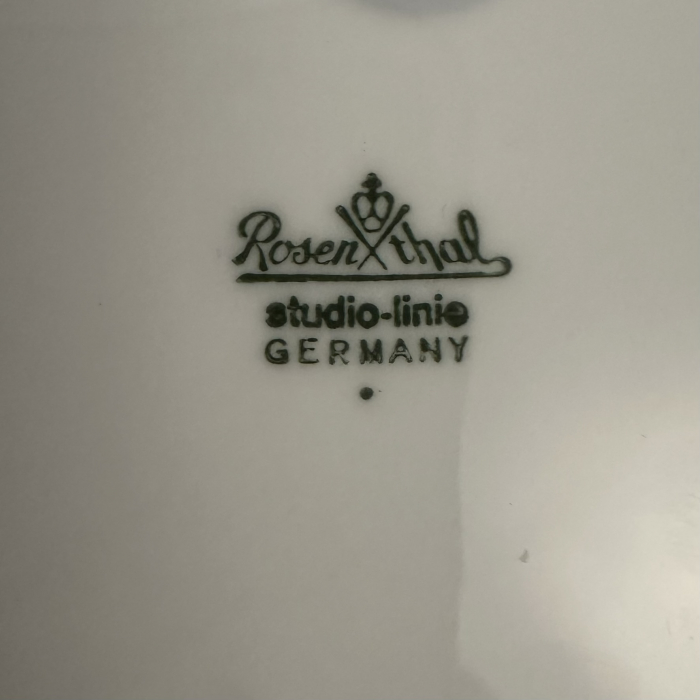 Rosenthal
studio-linie
GERMANY